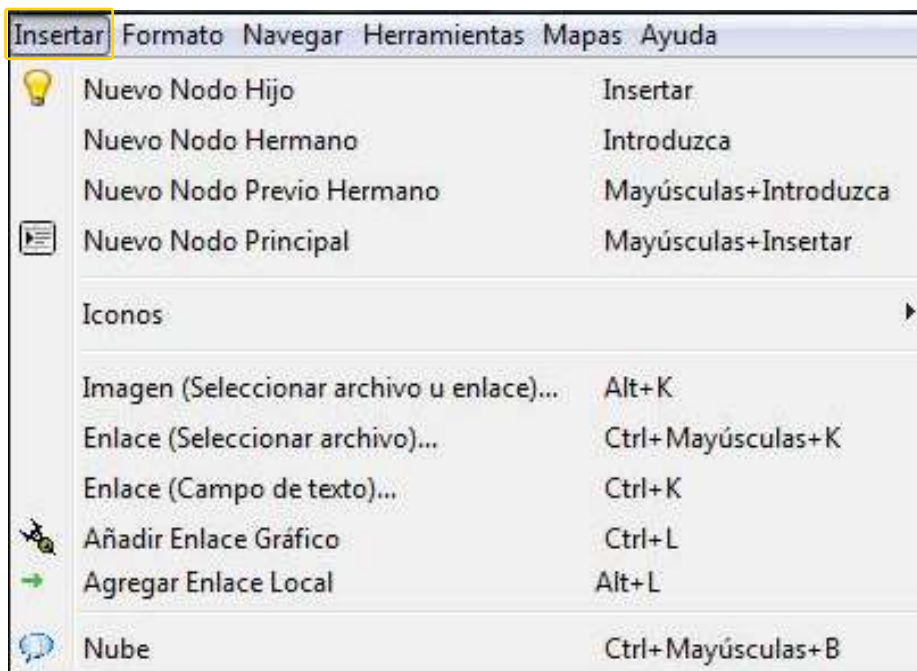 Insertar Formato Navegar Herramientas Mapas Ayuda
Nuevo Nodo Hijo Insertar
Nuevo Nodo Hermano Introduzca
Nuevo Nodo Previo Hermano Mayúsculas+Introduzca
Nuevo Nodo Principal Mayúsculas+Insertar
Iconos
Imagen (Seleccionar archivo u enlace)... Alt+K
Enlace (Seleccionar archivo)... Ctrl+Mayúsculas+K
Enlace (Campo de texto)... Ctrl+K
Añadir Enlace Gráfico Ctrl+L
Agregar Enlace Local Alt+L
Nube Ctrl+Mayúsculas+B